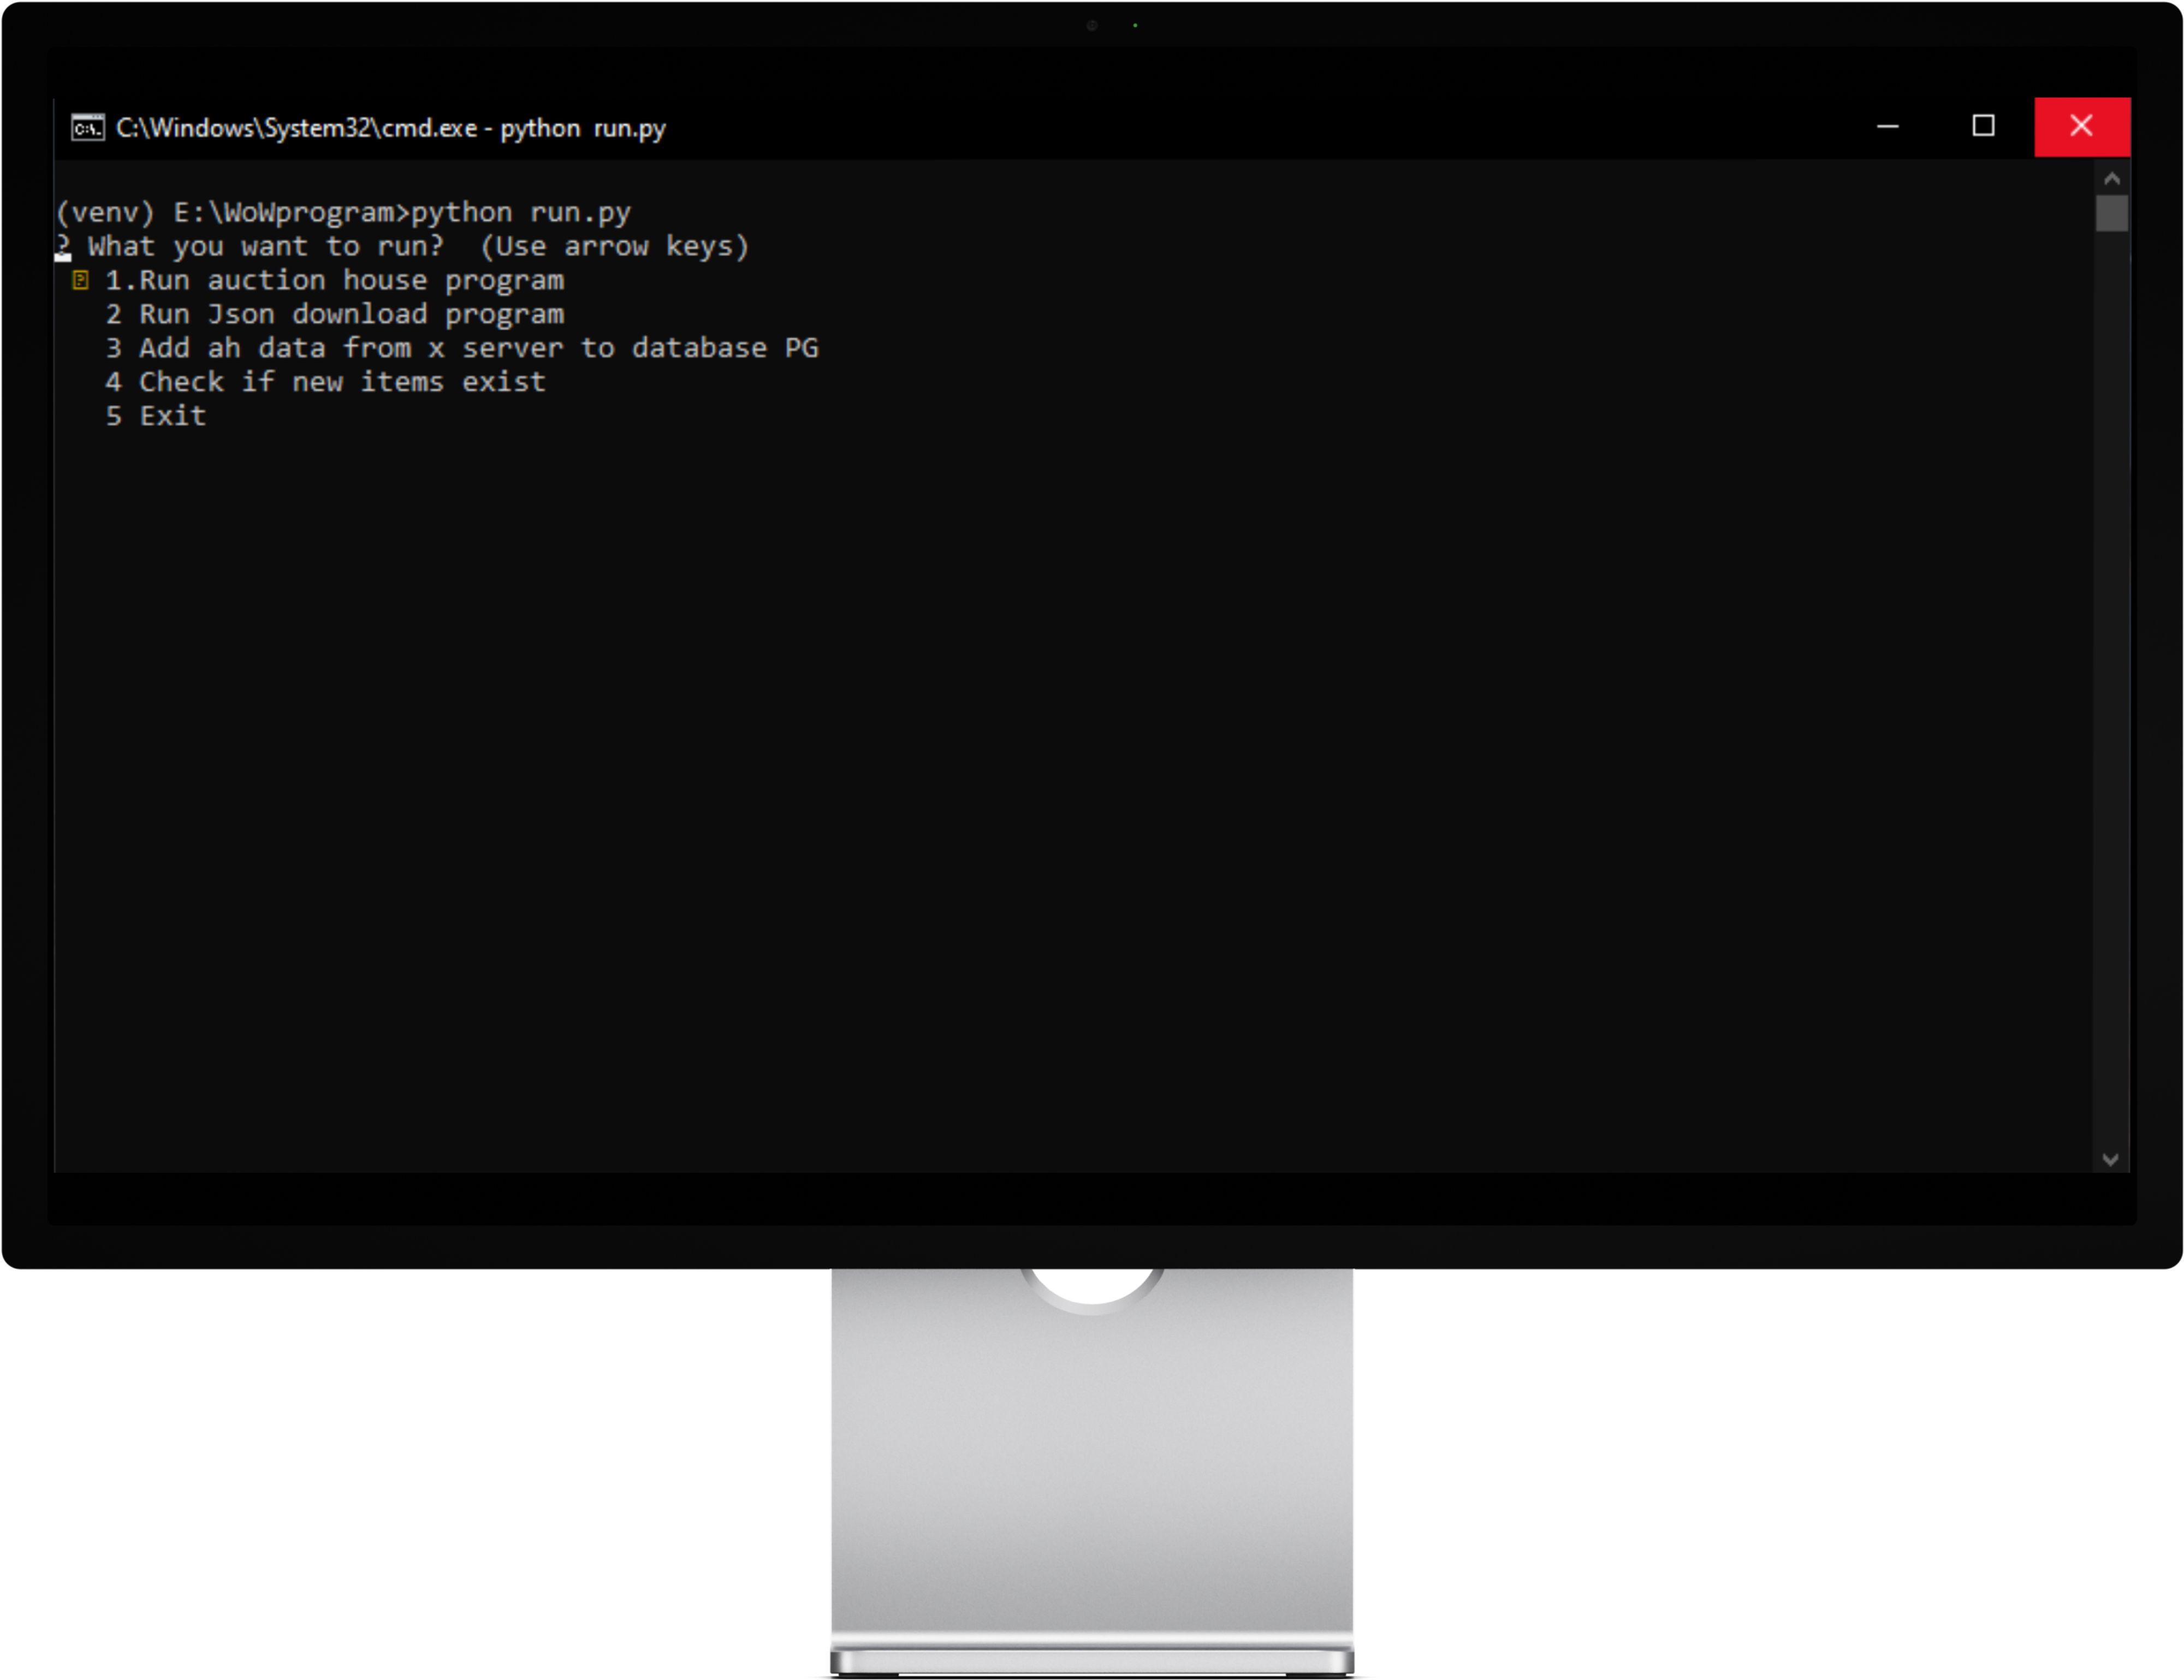 C:\Windows\System32\cmd.exe - python  run.py
(venv) E:\WoWprogram>python run.py
? What you want to run?  (Use arrow keys)
1.Run auction house program
2 Run Json download program
3 Add ah data from x server to database PG
4 Check if new items exist
5 Exit